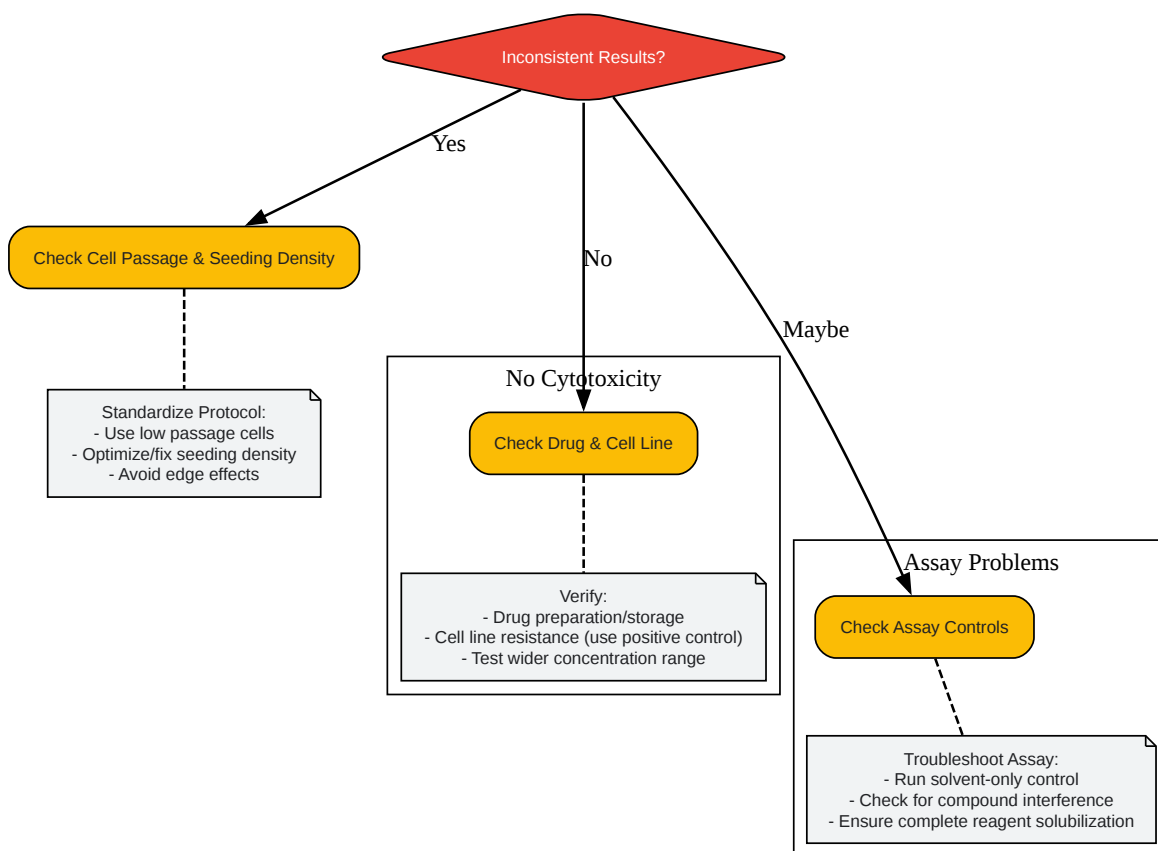 Inconsistent Results?
Yes
No
Maybe
Check Cell Passage & Seeding Density
Standardize Protocol:
- Use low passage cells
- Optimize/fix seeding density
- Avoid edge effects
No Cytotoxicity
Check Drug & Cell Line
Verify:
- Drug preparation/storage
- Cell line resistance (use positive control)
- Test wider concentration range
Assay Problems
Check Assay Controls
Troubleshoot Assay:
- Run solvent-only control
- Check for compound interference
- Ensure complete reagent solubilization